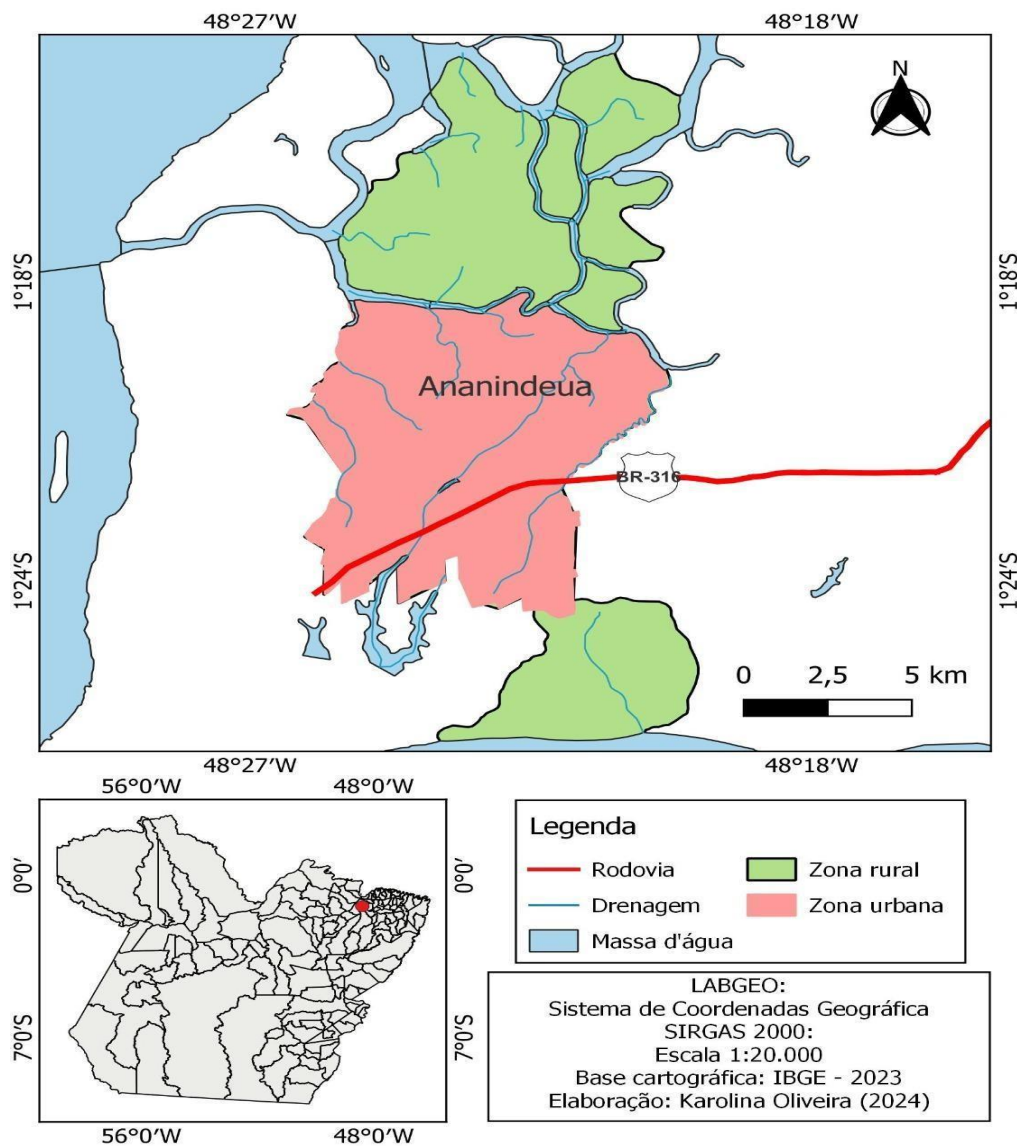 48°27′W 48°18′W
N
1°18′S 1°18′S
Ananindeua
BR-316
1°24′S 1°24′S
0 2,5 5 km
48°27′W 48°18′W
56°0′W 48°0′W
0°0′ 0°0′
7°0′S 7°0′S
56°0′W 48°0′W
Legenda
Rodovia
Drenagem
Massa d'água
Zona rural
Zona urbana
LABGEO:
Sistema de Coordenadas Geográfica
SIRGAS 2000:
Escala 1:20.000
Base cartográfica: IBGE - 2023
Elaboração: Karolina Oliveira (2024)